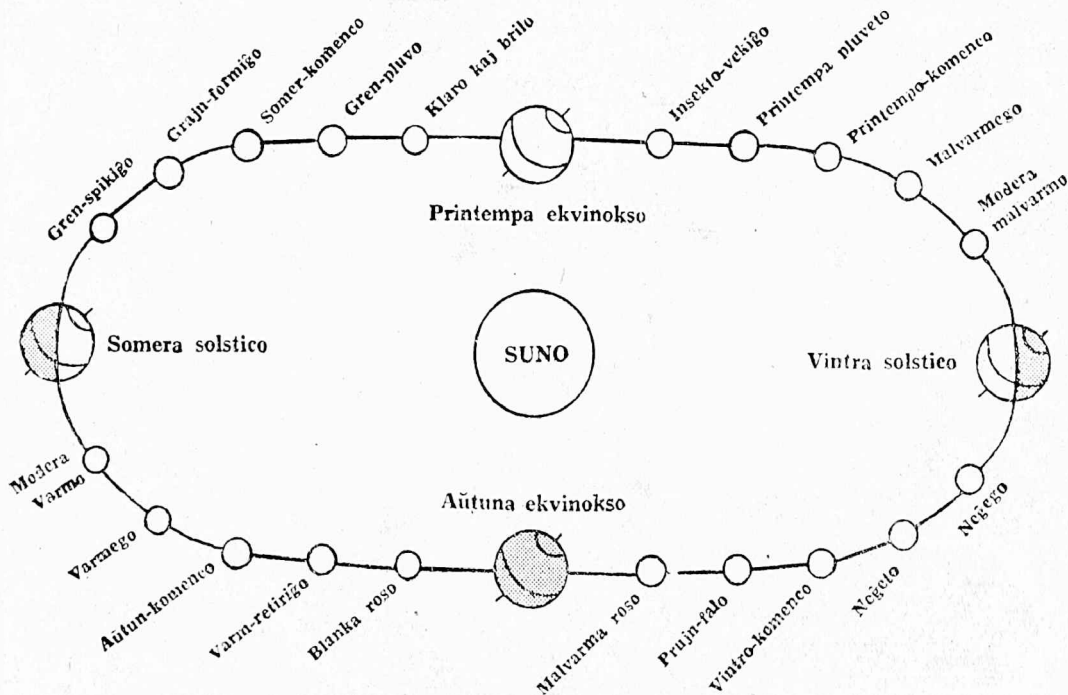 Gren-spikiĝo
Grajn-formiĝo
Somer-komenco
Gren-pluvo
Klaro kaj brilo
Insekto-vekiĝo
Printempa pluveto
Printempo-komenco
Malvarmego
Modera
malvarmo
Printempa ekvinokso
Somera solstico
SUNO
Vintra solstico
Aŭtuna ekvinokso
Modera
Varmo
Varmego
Aŭtun-komenco
Varm-retiriĝo
Blanka roso
Malvarma roso
Prujn-falo
Vintro-komenco
Neĝeto
Neĝego